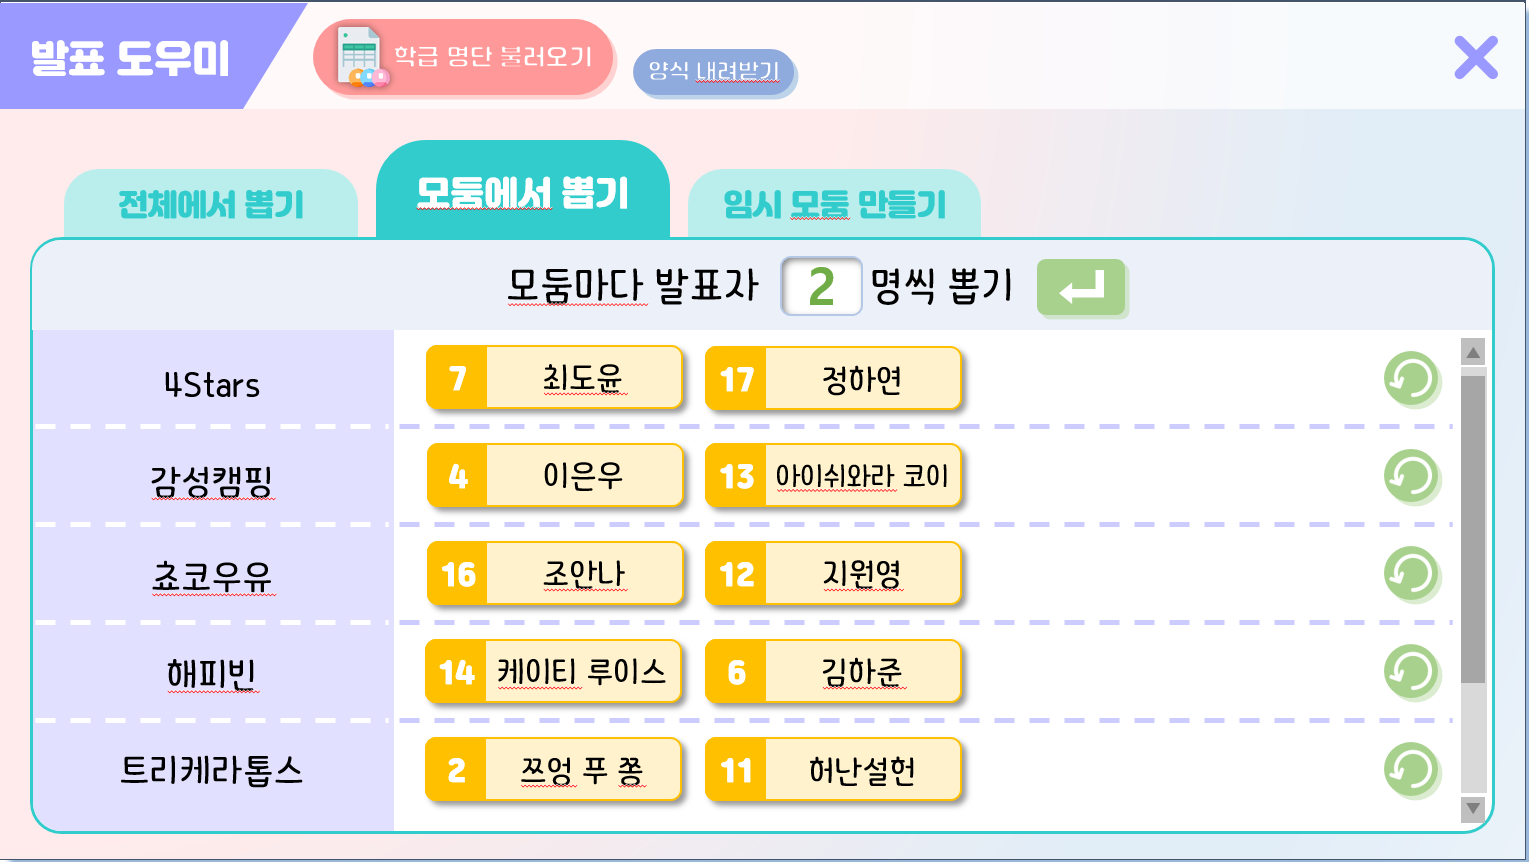 발표 도우미
학급 명단 불러오기
양식 내려받기
전체에서 뽑기
모둠에서 뽑기
임시 모둠 만들기
모둠마다 발표자 2 명씩 뽑기
4Stars 7 최도윤 17 정하연
감성캠핑 4 이은우 13 아이쉬와라 코이
쵸코우유 16 조안나 12 지원영
해피빈 14 케이티 루이스 6 김하준
트리케라톱스 2 쯔엉 푸 쫑 11 허난설헌